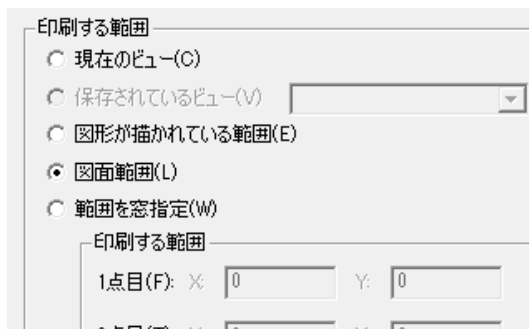 印刷する範囲
現在のビュー(C)
保存されているビュー(V)
図形が描かれている範囲(E)
図面範囲(L)
範囲を窓指定(W)
印刷する範囲
1点目(F): X: 0 Y: 0